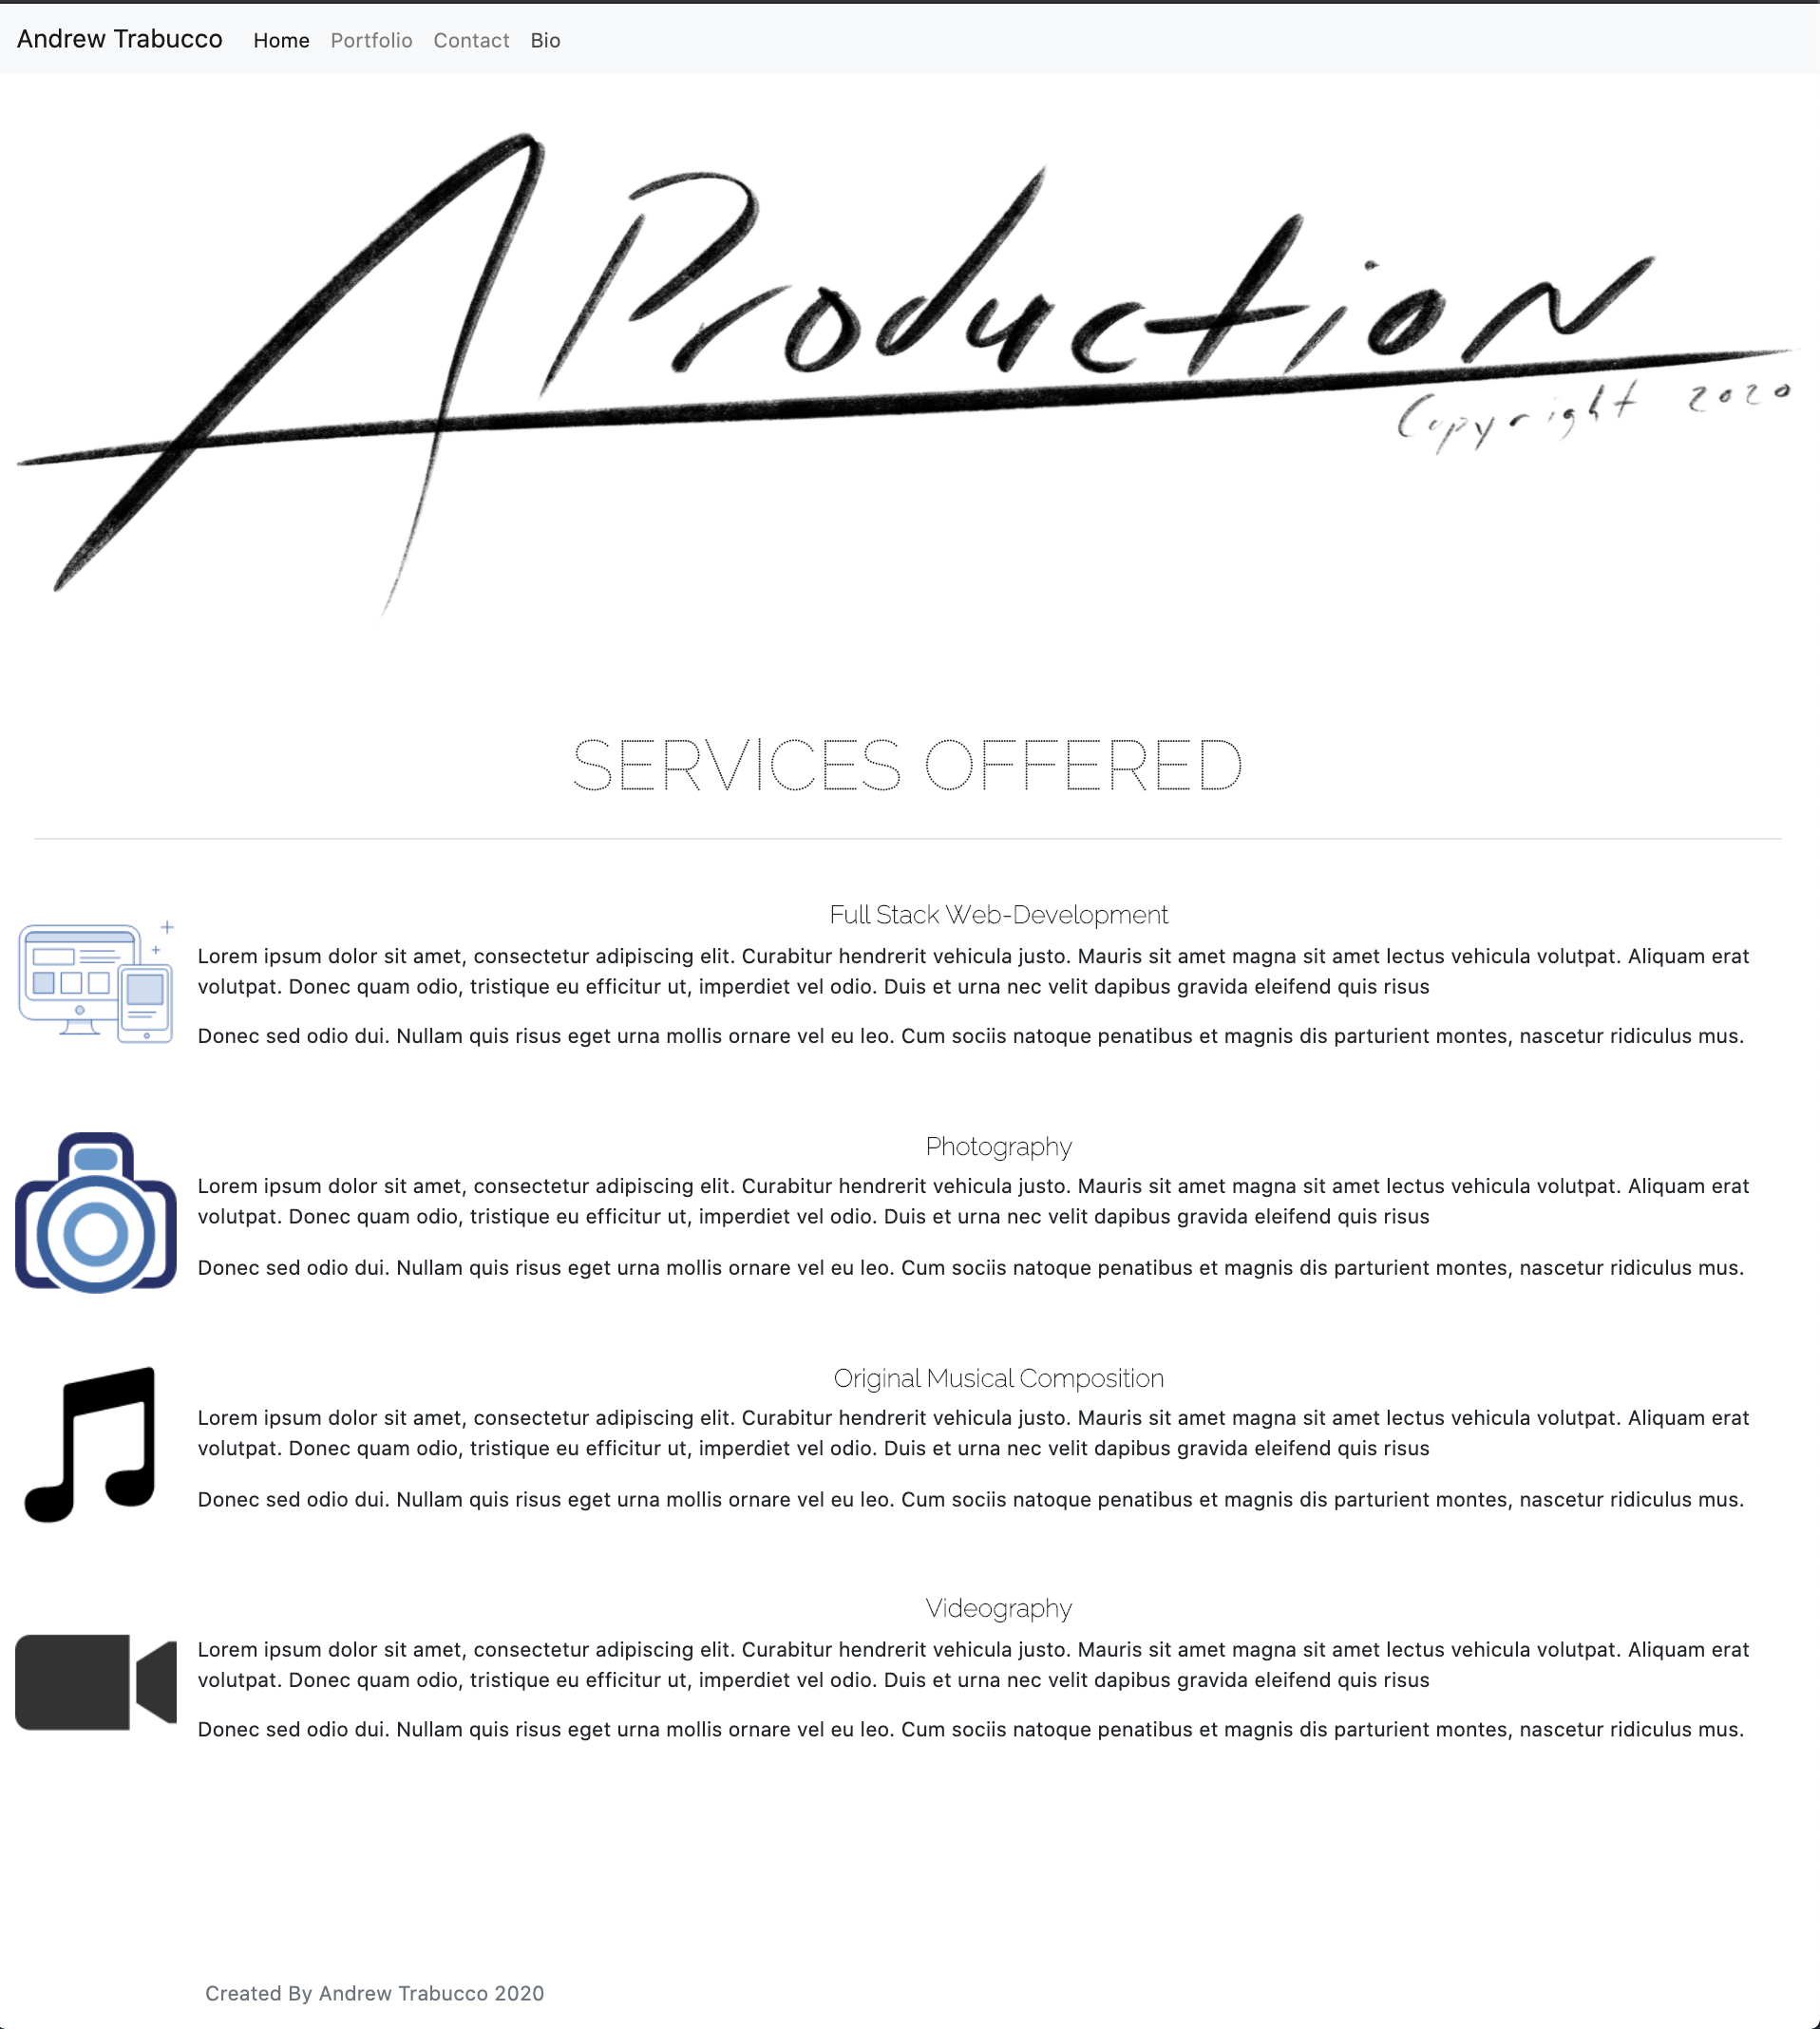 Andrew Trabucco Home Portfolio Contact Bio
A Production
Copyright 2020
SERVICES OFFERED
Full Stack Web-Development
Lorem ipsum dolor sit amet, consectetur adipiscing elit. Curabitur hendrerit vehicula justo. Mauris sit amet magna sit amet lectus vehicula volutpat. Aliquam erat
volutpat. Donec quam odio, tristique eu efficitur ut, imperdiet vel odio. Duis et urna nec velit dapibus gravida eleifend quis risus
Donec sed odio dui. Nullam quis risus eget urna mollis ornare vel eu leo. Cum sociis natoque penatibus et magnis dis parturient montes, nascetur ridiculus mus.
Photography
Lorem ipsum dolor sit amet, consectetur adipiscing elit. Curabitur hendrerit vehicula justo. Mauris sit amet magna sit amet lectus vehicula volutpat. Aliquam erat
volutpat. Donec quam odio, tristique eu efficitur ut, imperdiet vel odio. Duis et urna nec velit dapibus gravida eleifend quis risus
Donec sed odio dui. Nullam quis risus eget urna mollis ornare vel eu leo. Cum sociis natoque penatibus et magnis dis parturient montes, nascetur ridiculus mus.
Original Musical Composition
Lorem ipsum dolor sit amet, consectetur adipiscing elit. Curabitur hendrerit vehicula justo. Mauris sit amet magna sit amet lectus vehicula volutpat. Aliquam erat
volutpat. Donec quam odio, tristique eu efficitur ut, imperdiet vel odio. Duis et urna nec velit dapibus gravida eleifend quis risus
Donec sed odio dui. Nullam quis risus eget urna mollis ornare vel eu leo. Cum sociis natoque penatibus et magnis dis parturient montes, nascetur ridiculus mus.
Videography
Lorem ipsum dolor sit amet, consectetur adipiscing elit. Curabitur hendrerit vehicula justo. Mauris sit amet magna sit amet lectus vehicula volutpat. Aliquam erat
volutpat. Donec quam odio, tristique eu efficitur ut, imperdiet vel odio. Duis et urna nec velit dapibus gravida eleifend quis risus
Donec sed odio dui. Nullam quis risus eget urna mollis ornare vel eu leo. Cum sociis natoque penatibus et magnis dis parturient montes, nascetur ridiculus mus.
Created By Andrew Trabucco 2020